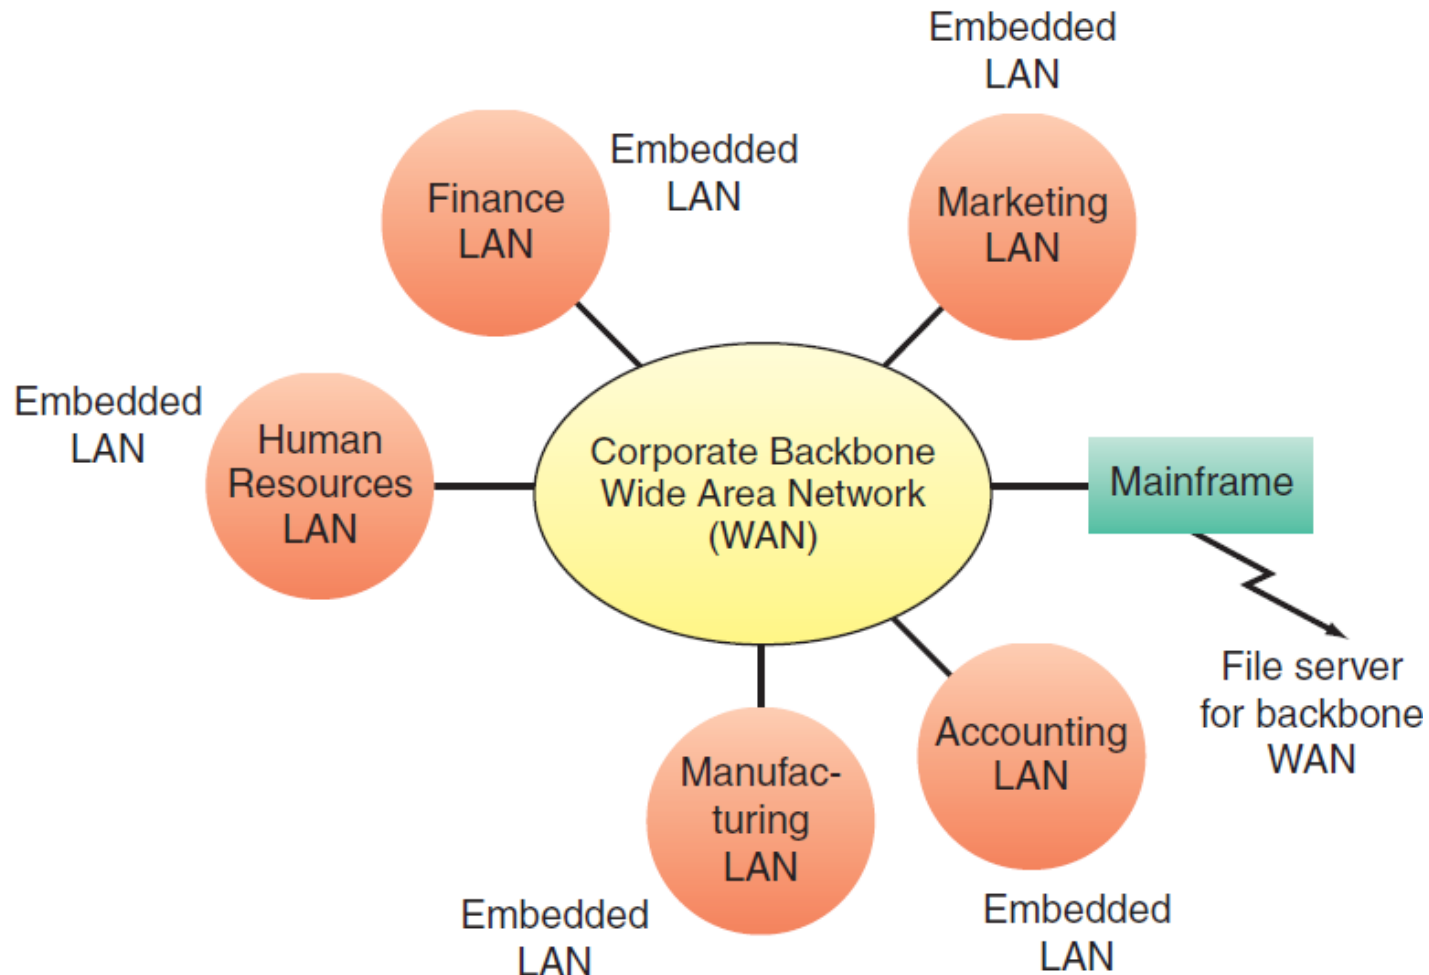 Embedded
LAN
Finance
LAN
Embedded
LAN
Marketing
LAN
Embedded
LAN
Human
Resources
LAN
Corporate Backbone
Wide Area Network
(WAN)
Mainframe
File server
for backbone
WAN
Manufac-
turing
LAN
Embedded
LAN
Accounting
LAN
Embedded
LAN